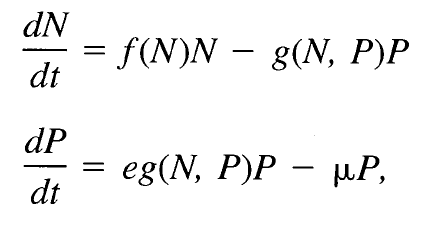 dN/dt = f(N)N − g(N, P)P
dP/dt = eg(N, P)P − μP,